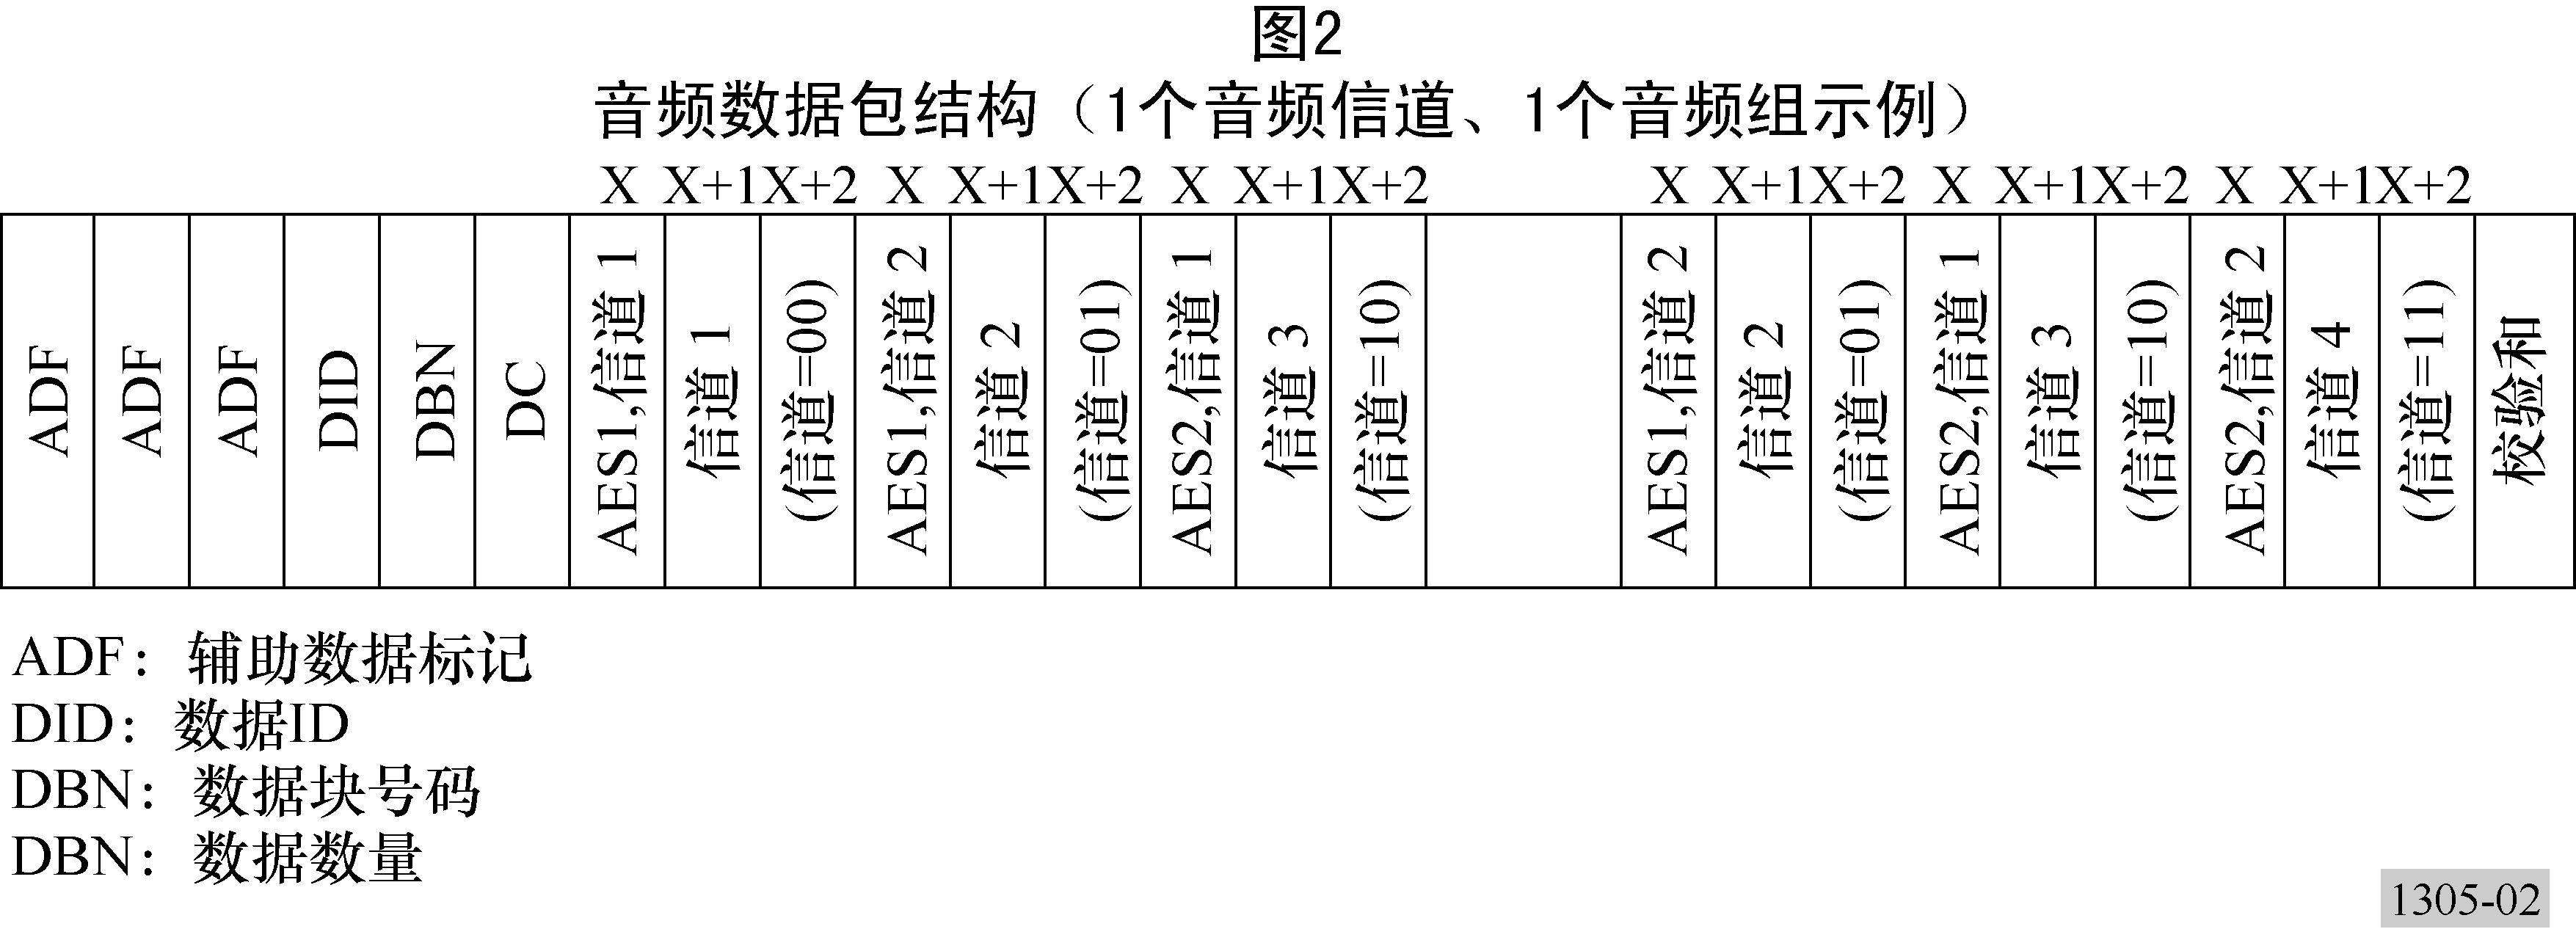 图2
音频数据包结构（1个音频信道、1个音频组示例）
X X+1X+2 X X+1X+2 X X+1X+2 X X+1X+2 X X+1X+2 X X+1X+2
ADF
ADF
ADF
DID
DBN
DC
AES1,信道 1
信道 1
(信道=00)
AES1,信道 2
信道 2
(信道=01)
AES2,信道 1
信道 3
(信道=10)
AES1,信道 2
信道 2
(信道=01)
AES2,信道 1
信道 3
(信道=10)
AES2,信道 2
信道 4
(信道=11)
校验和
ADF：辅助数据标记
DID：数据ID
DBN：数据块号码
DBN：数据数量
1305-02